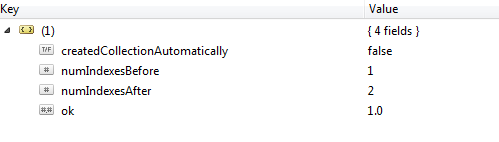 Key Value
(1) { 4 fields }
T/F createdCollectionAutomatically false
# numIndexesBefore 1
# numIndexesAfter 2
#.# ok 1.0